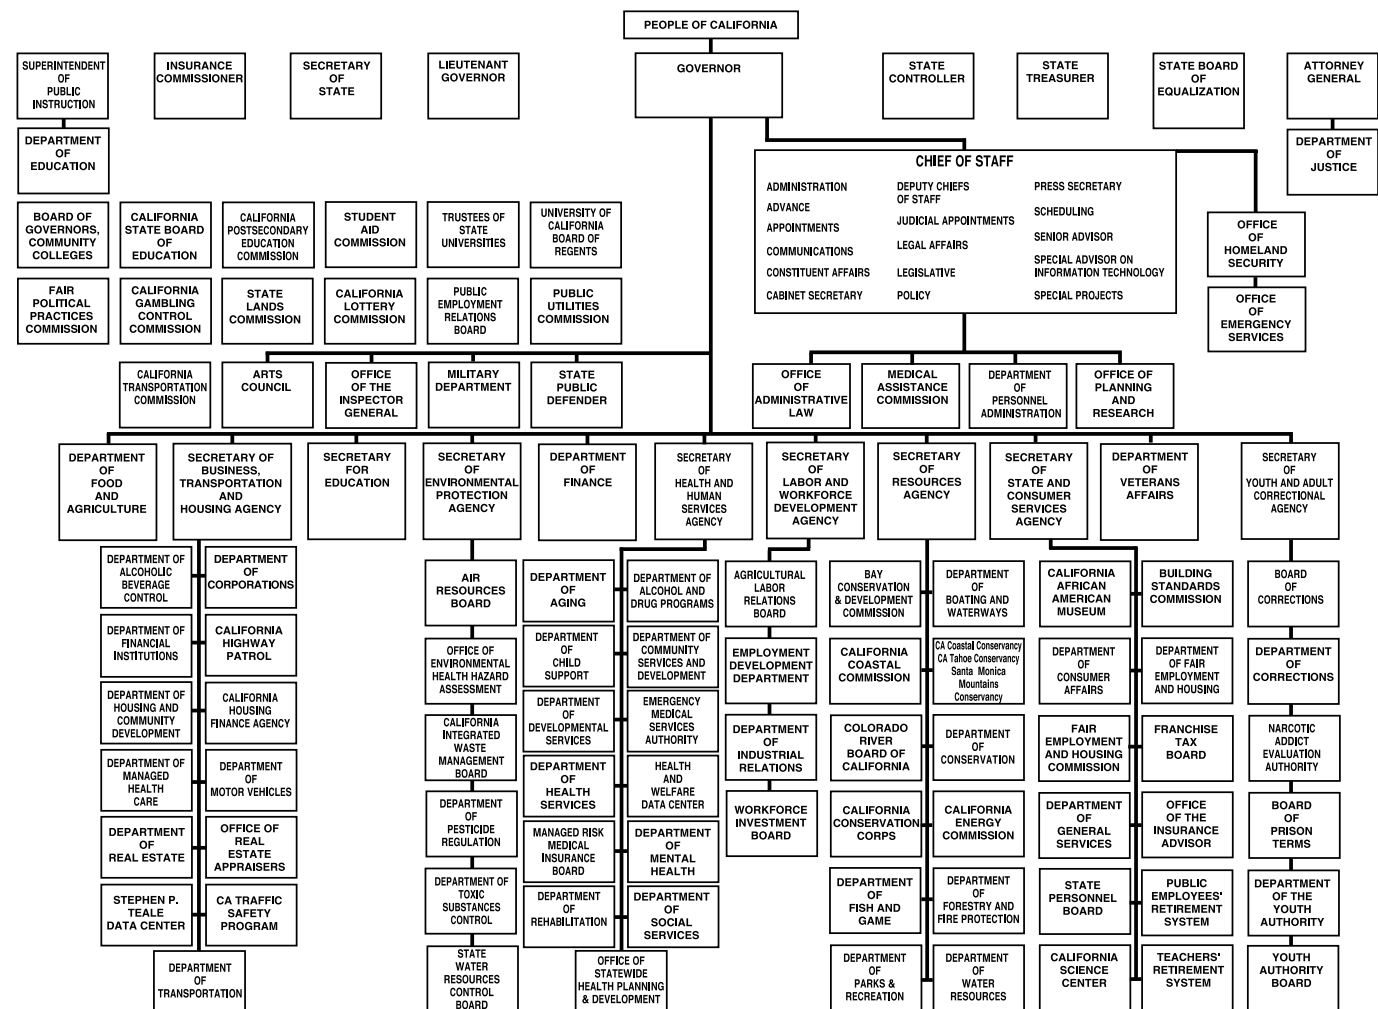 PEOPLE OF CALIFORNIA
SUPERINTENDENT
OF
PUBLIC
INSTRUCTION
INSURANCE
COMMISSIONER
SECRETARY
OF
STATE
LIEUTENANT
GOVERNOR
GOVERNOR
STATE
CONTROLLER
STATE
TREASURER
STATE BOARD
OF
EQUALIZATION
ATTORNEY
GENERAL
DEPARTMENT
OF
EDUCATION
DEPARTMENT
OF
JUSTICE
CHIEF OF STAFF
ADMINISTRATION
ADVANCE
APPOINTMENTS
COMMUNICATIONS
CONSTITUENT AFFAIRS
CABINET SECRETARY
DEPUTY CHIEFS
OF STAFF
JUDICIAL APPOINTMENTS
LEGAL AFFAIRS
LEGISLATIVE
POLICY
PRESS SECRETARY
SCHEDULING
SENIOR ADVISOR
SPECIAL ADVISOR ON
INFORMATION TECHNOLOGY
SPECIAL PROJECTS
BOARD OF
GOVERNORS,
COMMUNITY
COLLEGES
CALIFORNIA
STATE BOARD
OF
EDUCATION
CALIFORNIA
POSTSECONDARY
EDUCATION
COMMISSION
STUDENT
AID
COMMISSION
TRUSTEES OF
STATE
UNIVERSITIES
UNIVERSITY OF
CALIFORNIA
BOARD OF
REGENTS
OFFICE
OF
HOMELAND
SECURITY
FAIR
POLITICAL
PRACTICES
COMMISSION
CALIFORNIA
GAMBLING
CONTROL
COMMISSION
STATE
LANDS
COMMISSION
CALIFORNIA
LOTTERY
COMMISSION
PUBLIC
EMPLOYMENT
RELATIONS
BOARD
PUBLIC
UTILITIES
COMMISSION
OFFICE
OF
EMERGENCY
SERVICES
CALIFORNIA
TRANSPORTATION
COMMISSION
ARTS
COUNCIL
OFFICE
OF THE
INSPECTOR
GENERAL
MILITARY
DEPARTMENT
STATE
PUBLIC
DEFENDER
OFFICE
OF
ADMINISTRATIVE
LAW
MEDICAL
ASSISTANCE
COMMISSION
DEPARTMENT
OF
PERSONNEL
ADMINISTRATION
OFFICE OF
PLANNING
AND
RESEARCH
DEPARTMENT
OF
FOOD
AND
AGRICULTURE
SECRETARY OF
BUSINESS,
TRANSPORTATION
AND
HOUSING AGENCY
SECRETARY
FOR
EDUCATION
SECRETARY
OF
ENVIRONMENTAL
PROTECTION
AGENCY
DEPARTMENT
OF
FINANCE
SECRETARY
OF
HEALTH AND
HUMAN
SERVICES
AGENCY
SECRETARY
OF
LABOR AND
WORKFORCE
DEVELOPMENT
AGENCY
SECRETARY
OF
RESOURCES
AGENCY
SECRETARY
OF
STATE AND
CONSUMER
SERVICES
AGENCY
DEPARTMENT
OF
VETERANS
AFFAIRS
SECRETARY
OF
YOUTH AND ADULT
CORRECTIONAL
AGENCY
DEPARTMENT OF
ALCOHOLIC
BEVERAGE
CONTROL
DEPARTMENT
OF
CORPORATIONS
DEPARTMENT OF
FINANCIAL
INSTITUTIONS
CALIFORNIA
HIGHWAY
PATROL
DEPARTMENT OF
HOUSING AND
COMMUNITY
DEVELOPMENT
CALIFORNIA
HOUSING
FINANCE AGENCY
DEPARTMENT OF
MANAGED
HEALTH
CARE
DEPARTMENT
OF
MOTOR VEHICLES
DEPARTMENT
OF
REAL ESTATE
OFFICE OF
REAL
ESTATE
APPRAISERS
STEPHEN P.
TEALE
DATA CENTER
CA TRAFFIC
SAFETY
PROGRAM
DEPARTMENT
OF
TRANSPORTATION
AIR
RESOURCES
BOARD
OFFICE OF
ENVIRONMENTAL
HEALTH HAZARD
ASSESSMENT
CALIFORNIA
INTEGRATED
WASTE
MANAGEMENT
BOARD
DEPARTMENT
OF
PESTICIDE
REGULATION
DEPARTMENT OF
TOXIC
SUBSTANCES
CONTROL
STATE
WATER
RESOURCES
CONTROL
BOARD
DEPARTMENT
OF
AGING
DEPARTMENT OF
ALCOHOL AND
DRUG PROGRAMS
DEPARTMENT
OF
CHILD
SUPPORT
DEPARTMENT OF
COMMUNITY
SERVICES AND
DEVELOPMENT
DEPARTMENT
OF
DEVELOPMENTAL
SERVICES
EMERGENCY
MEDICAL
SERVICES
AUTHORITY
DEPARTMENT
OF
HEALTH
SERVICES
HEALTH
AND
WELFARE
DATA CENTER
MANAGED RISK
MEDICAL
INSURANCE
BOARD
DEPARTMENT
OF
MENTAL
HEALTH
DEPARTMENT
OF
REHABILITATION
DEPARTMENT
OF
SOCIAL
SERVICES
OFFICE OF
STATEWIDE
HEALTH PLANNING
& DEVELOPMENT
AGRICULTURAL
LABOR
RELATIONS
BOARD
EMPLOYMENT
DEVELOPMENT
DEPARTMENT
DEPARTMENT
OF
INDUSTRIAL
RELATIONS
WORKFORCE
INVESTMENT
BOARD
BAY
CONSERVATION
& DEVELOPMENT
COMMISSION
DEPARTMENT
OF
BOATING AND
WATERWAYS
CALIFORNIA
COASTAL
COMMISSION
CA Coastal Conservancy
CA Tahoe Conservancy
Santa Monica
Mountains
Conservancy
COLORADO
RIVER
BOARD OF
CALIFORNIA
DEPARTMENT
OF
CONSERVATION
CALIFORNIA
CONSERVATION
CORPS
CALIFORNIA
ENERGY
COMMISSION
DEPARTMENT
OF
FISH AND
GAME
DEPARTMENT
OF
FORESTRY AND
FIRE PROTECTION
DEPARTMENT
OF
PARKS &
RECREATION
DEPARTMENT
OF
WATER
RESOURCES
CALIFORNIA
AFRICAN
AMERICAN
MUSEUM
BUILDING
STANDARDS
COMMISSION
DEPARTMENT
OF
CONSUMER
AFFAIRS
DEPARTMENT
OF FAIR
EMPLOYMENT
AND HOUSING
FAIR
EMPLOYMENT
AND HOUSING
COMMISSION
FRANCHISE
TAX
BOARD
DEPARTMENT
OF
GENERAL
SERVICES
OFFICE
OF THE
INSURANCE
ADVISOR
STATE
PERSONNEL
BOARD
PUBLIC
EMPLOYEES'
RETIREMENT
SYSTEM
CALIFORNIA
SCIENCE
CENTER
TEACHERS'
RETIREMENT
SYSTEM
BOARD
OF
CORRECTIONS
DEPARTMENT
OF
CORRECTIONS
NARCOTIC
ADDICT
EVALUATION
AUTHORITY
BOARD
OF
PRISON
TERMS
DEPARTMENT
OF THE
YOUTH
AUTHORITY
YOUTH
AUTHORITY
BOARD